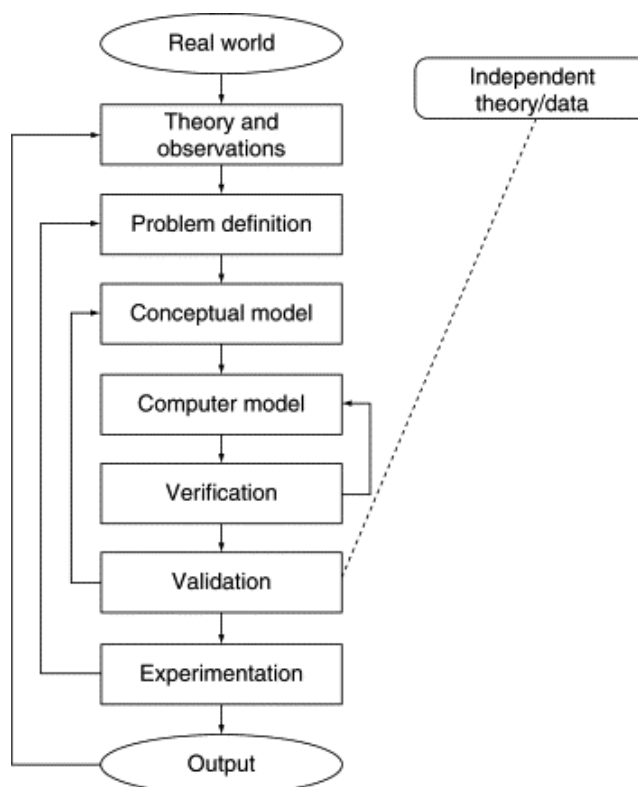 Real world
Independent
theory/data
Theory and
observations
Problem definition
Conceptual model
Computer model
Verification
Validation
Experimentation
Output